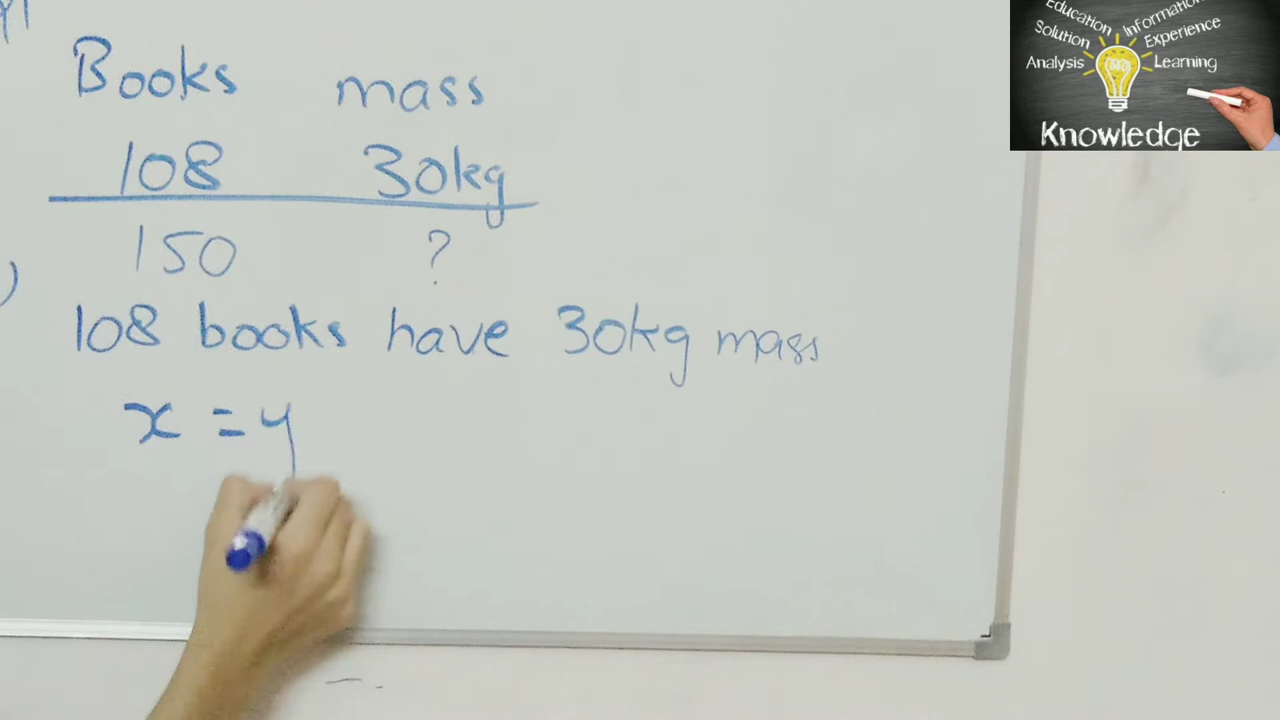 Books mass
108 30kg
150 ?
108 books have 30kg mass
x = y
Education Information
Solution Experience
Analysis Learning
Knowledge